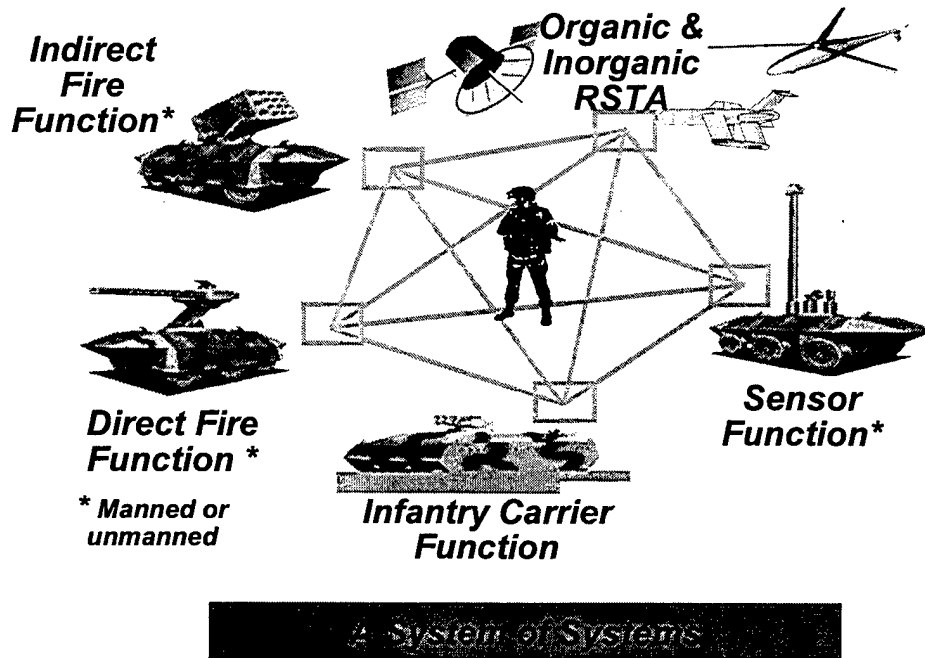 Indirect
Fire
Function*
Organic &
Inorganic
RSTA
Direct Fire
Function *
* Manned or
unmanned
Infantry Carrier
Function
Sensor
Function*
A System of Systems